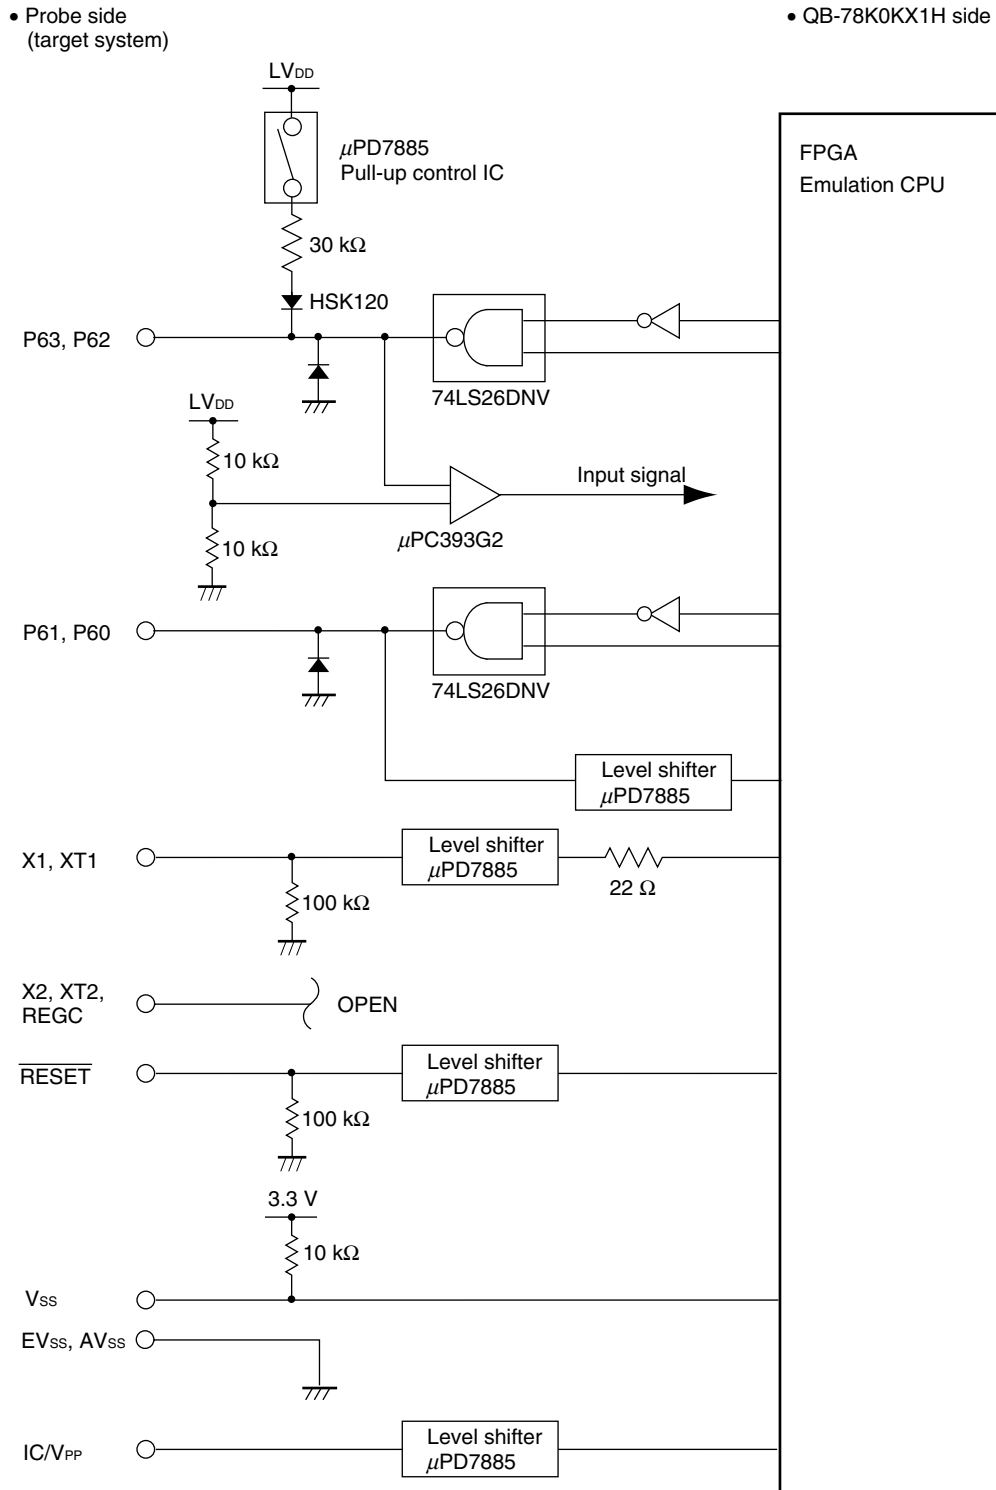 • Probe side
(target system)
• QB-78K0KX1H side
LVDD
μPD7885
Pull-up control IC
FPGA
Emulation CPU
30 kΩ
HSK120
P63, P62
74LS26DNV
LVDD
10 kΩ
Input signal
10 kΩ
μPC393G2
P61, P60
74LS26DNV
Level shifter
μPD7885
X1, XT1
Level shifter
μPD7885
22 Ω
100 kΩ
X2, XT2,
REGC
OPEN
RESET
Level shifter
μPD7885
100 kΩ
3.3 V
10 kΩ
VSS
EVSS, AVSS
IC/VPP
Level shifter
μPD7885